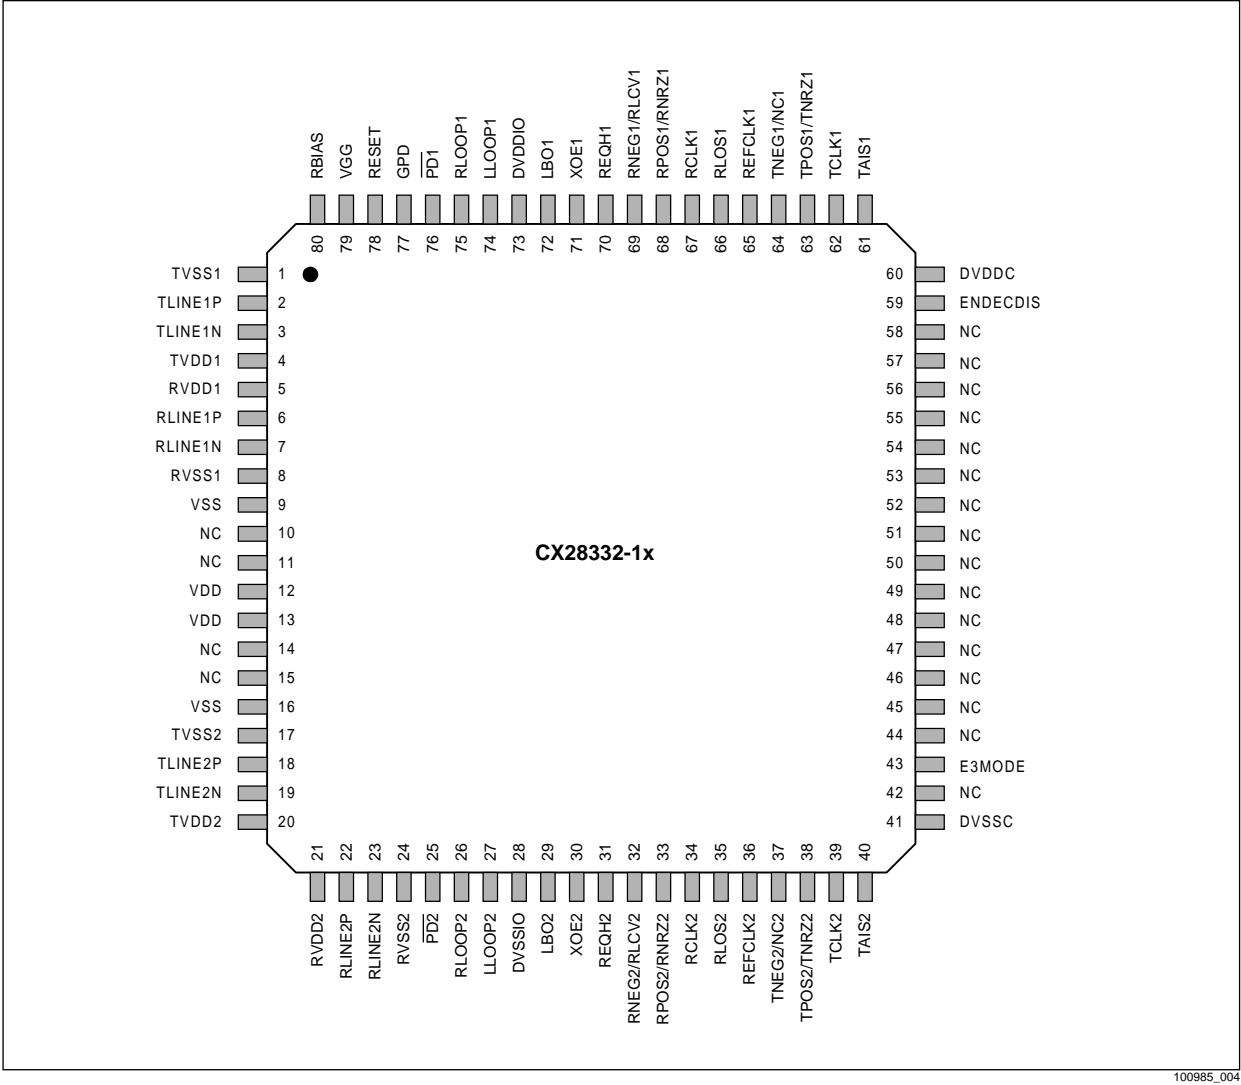 RBIAS
VGG
RESET
GPD
PD1
RLOOP1
LLOOP1
DVDDIO
LBO1
XOE1
REQH1
RNEG1/RLCV1
RPOS1/RNRZ1
RCLK1
RLOS1
REFCLK1
TNEG1/NC1
TPOS1/TNRZ1
TCLK1
TAIS1
80
79
78
77
76
75
74
73
72
71
70
69
68
67
66
65
64
63
62
61
TVSS1 1
TLINE1P 2
TLINE1N 3
TVDD1 4
RVDD1 5
RLINE1P 6
RLINE1N 7
RVSS1 8
VSS 9
NC 10
NC 11
VDD 12
VDD 13
NC 14
NC 15
VSS 16
TVSS2 17
TLINE2P 18
TLINE2N 19
TVDD2 20
CX28332-1x
60 DVDDC
59 ENDECDIS
58 NC
57 NC
56 NC
55 NC
54 NC
53 NC
52 NC
51 NC
50 NC
49 NC
48 NC
47 NC
46 NC
45 NC
44 NC
43 E3MODE
42 NC
41 DVSSC
21
22
23
24
25
26
27
28
29
30
31
32
33
34
35
36
37
38
39
40
RVDD2
RLINE2P
RLINE2N
RVSS2
PD2
RLOOP2
LLOOP2
DVSSIO
LBO2
XOE2
REQH2
RNEG2/RLCV2
RPOS2/RNRZ2
RCLK2
RLOS2
REFCLK2
TNEG2/NC2
TPOS2/TNRZ2
TCLK2
TAIS2
100985_004